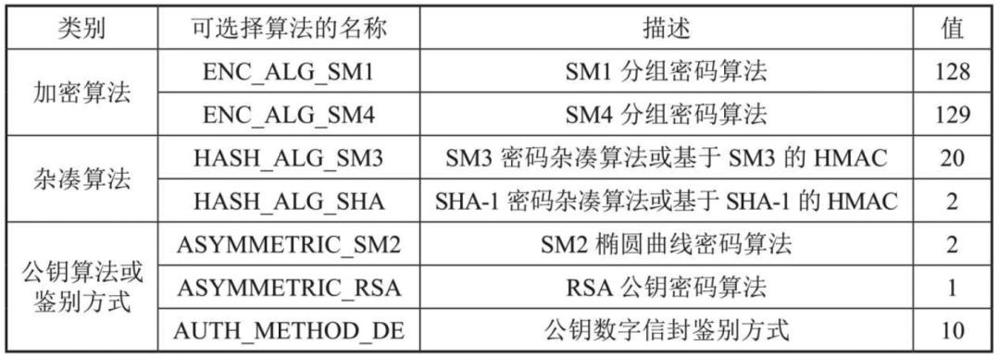 类别 可选择算法的名称 描述 值
加密算法 ENC_ALG_SM1 SM1 分组密码算法 128
ENC_ALG_SM4 SM4 分组密码算法 129
杂凑算法 HASH_ALG_SM3 SM3 密码杂凑算法或基于 SM3 的 HMAC 20
HASH_ALG_SHA SHA-1 密码杂凑算法或基于 SHA-1 的 HMAC 2
公钥算法或
鉴别方式 ASYMMETRIC_SM2 SM2 椭圆曲线密码算法 2
ASYMMETRIC_RSA RSA 公钥密码算法 1
AUTH_METHOD_DE 公钥数字信封鉴别方式 10